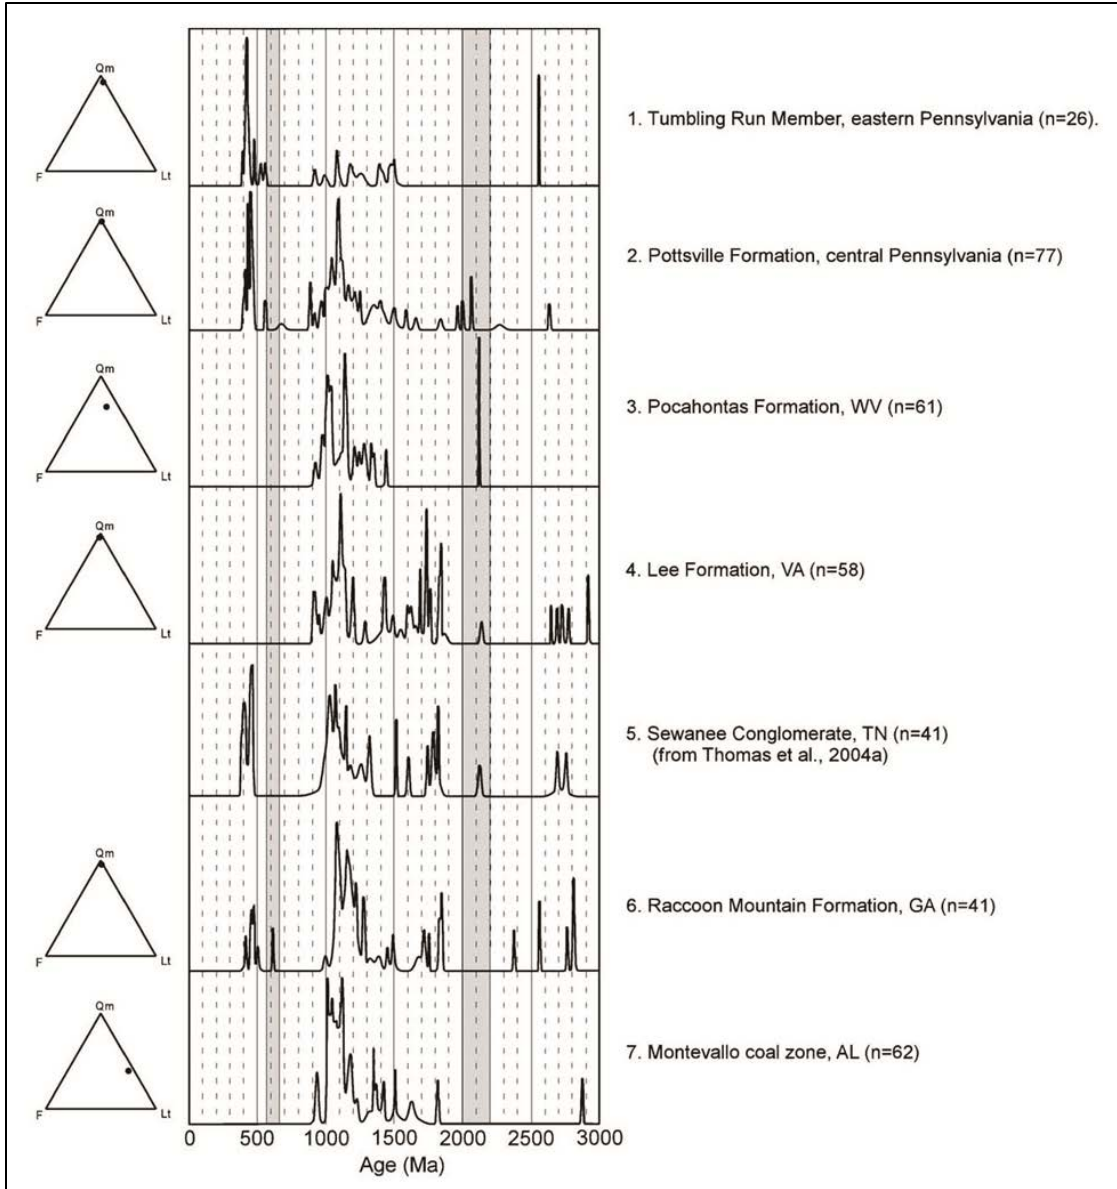 Qm
F
Lt
1. Tumbling Run Member, eastern Pennsylvania (n=26).
Qm
F
Lt
2. Pottsville Formation, central Pennsylvania (n=77)
Qm
F
Lt
3. Pocahontas Formation, WV (n=61)
Qm
F
Lt
4. Lee Formation, VA (n=58)
5. Sewanee Conglomerate, TN (n=41)
(from Thomas et al., 2004a)
Qm
F
Lt
6. Raccoon Mountain Formation, GA (n=41)
Qm
F
Lt
7. Montevallo coal zone, AL (n=62)
0 500 1000 1500 2000 2500 3000
Age (Ma)